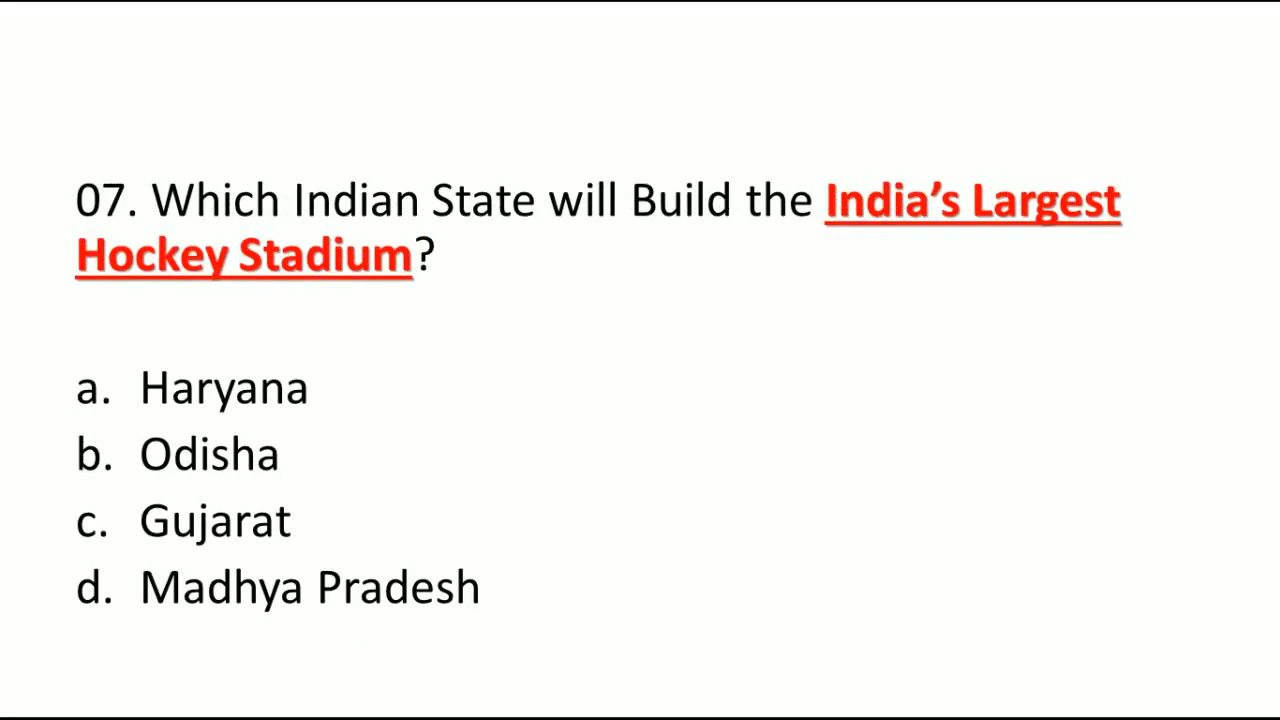 07. Which Indian State will Build the India’s Largest
Hockey Stadium?
a. Haryana
b. Odisha
c. Gujarat
d. Madhya Pradesh